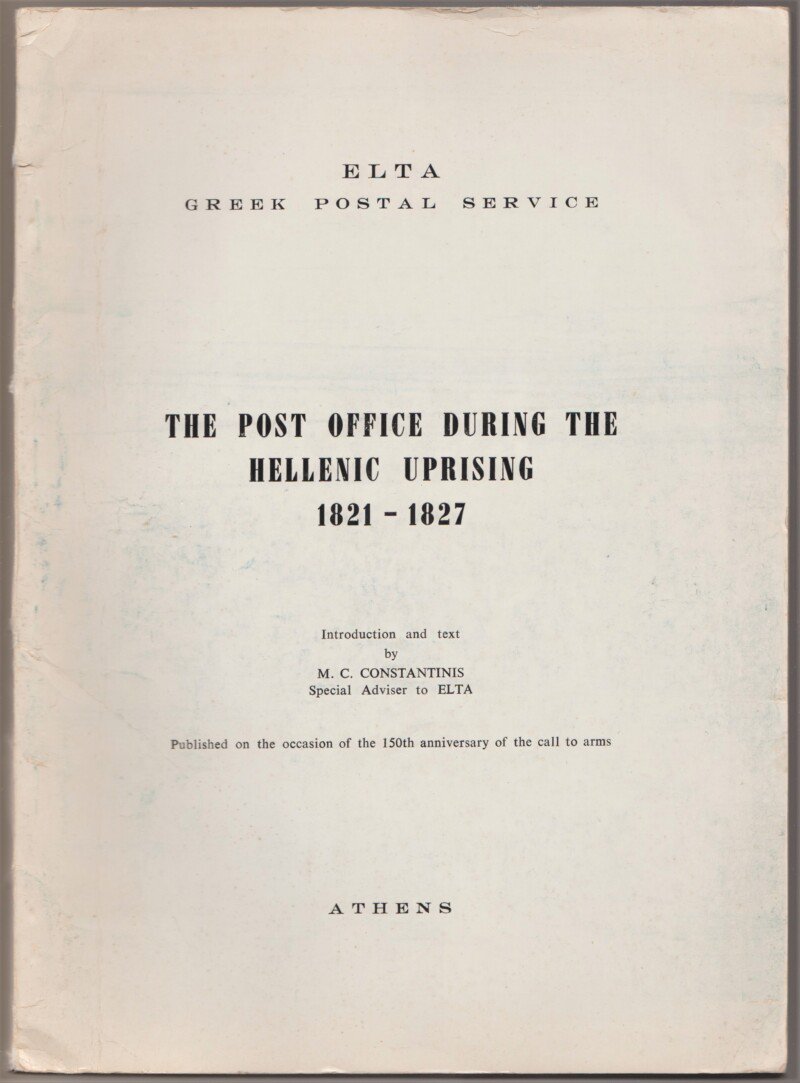 ELTA
GREEK POSTAL SERVICE
THE POST OFFICE DURING THE
HELLENIC UPRISING
1821 - 1827
Introduction and text
by
M. C. CONSTANTINIS
Special Adviser to ELTA
Published on the occasion of the 150th anniversary of the call to arms
ATHENS